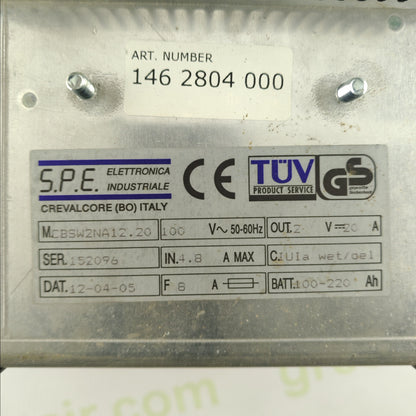 ART. NUMBER
146 2804 000
S.P.E. ELETTRONICA INDUSTRIALE
CREVALCORE (BO) ITALY
CE
TÜV
PRODUCT SERVICE
GS
M. CBSW2NA12.20 100 V~ 50-60Hz OUT. 2 V⎓ 20 A
SER. 152096 IN. 4.8 A MAX C. IUIa wet/gel
DAT. 12-04-05 F 8 A BATT. 100-220 Ah